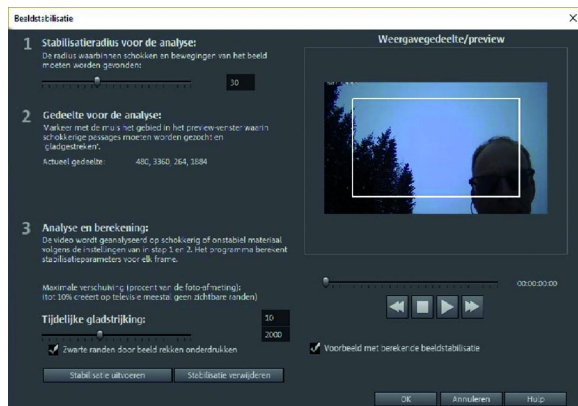 Beeldstabilisatie
1 Stabilisatieradius voor de analyse:
De radius waarbinnen schokken en bewegingen van het beeld
moeten worden gevonden:
30
2 Gedeelte voor de analyse:
Markeer met de muis het gebied in het preview-venster waarin
schokkerige passages moeten worden gezocht en
'gladgestreken'.
Actueel gedeelte: 480, 3360, 264, 1884
3 Analyse en berekening:
De video wordt geanalyseerd op schokkerig of onstabiel materiaal
volgens de instellingen van in stap 1 en 2. Het programma berekent
stabilisatieparameters voor elk frame.
Maximale verschuiving (procent van de foto-afmeting):
(tot 10% creëert op televisie meestal geen zichtbare randen)
10
Tijdelijke gladstrijking:
2000
Zwarte randen door beeld rekken onderdrukken
Stabilisatie uitvoeren Stabilisatie verwijderen
Weergavegedeelte/preview
00:00:00:00
Voorbeeld met berekende beeldstabilisatie
OK Annuleren Hulp